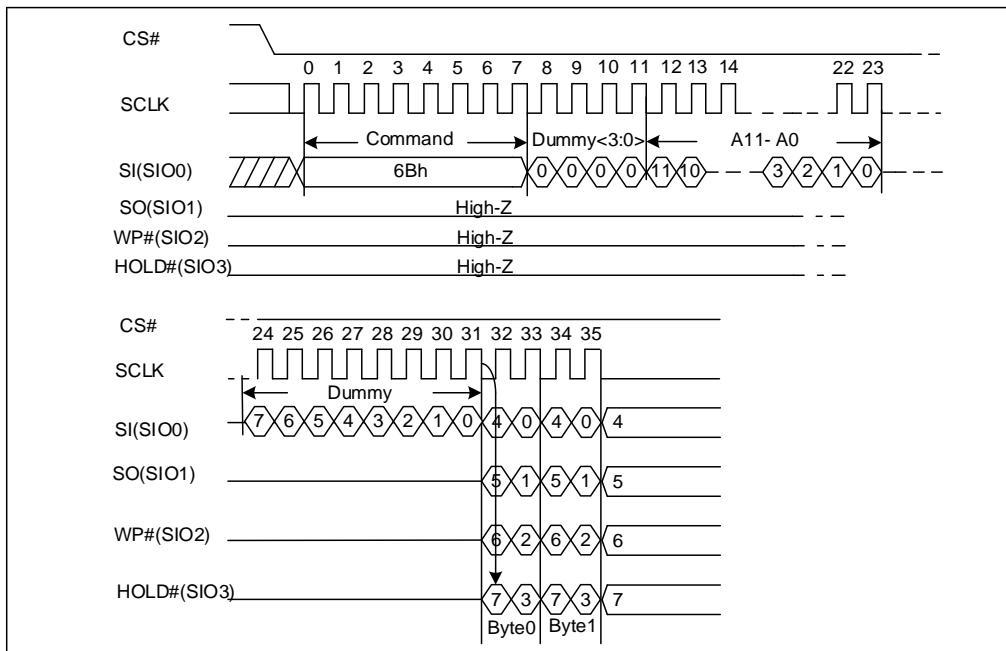 CS#
0 1 2 3 4 5 6 7 8 9 10 11 12 13 14 22 23
SCLK
Command Dummy<3:0> A11- A0
SI(SIO0) 6Bh 0 0 0 0 11 10 3 2 1 0
SO(SIO1) High-Z
WP#(SIO2) High-Z
HOLD#(SIO3) High-Z
CS#
24 25 26 27 28 29 30 31 32 33 34 35
SCLK
Dummy
SI(SIO0) 7 6 5 4 3 2 1 0 4 0 4 0 4
SO(SIO1) 5 1 5 1 5
WP#(SIO2) 6 2 6 2 6
HOLD#(SIO3) 7 3 7 3 7
Byte0 Byte1